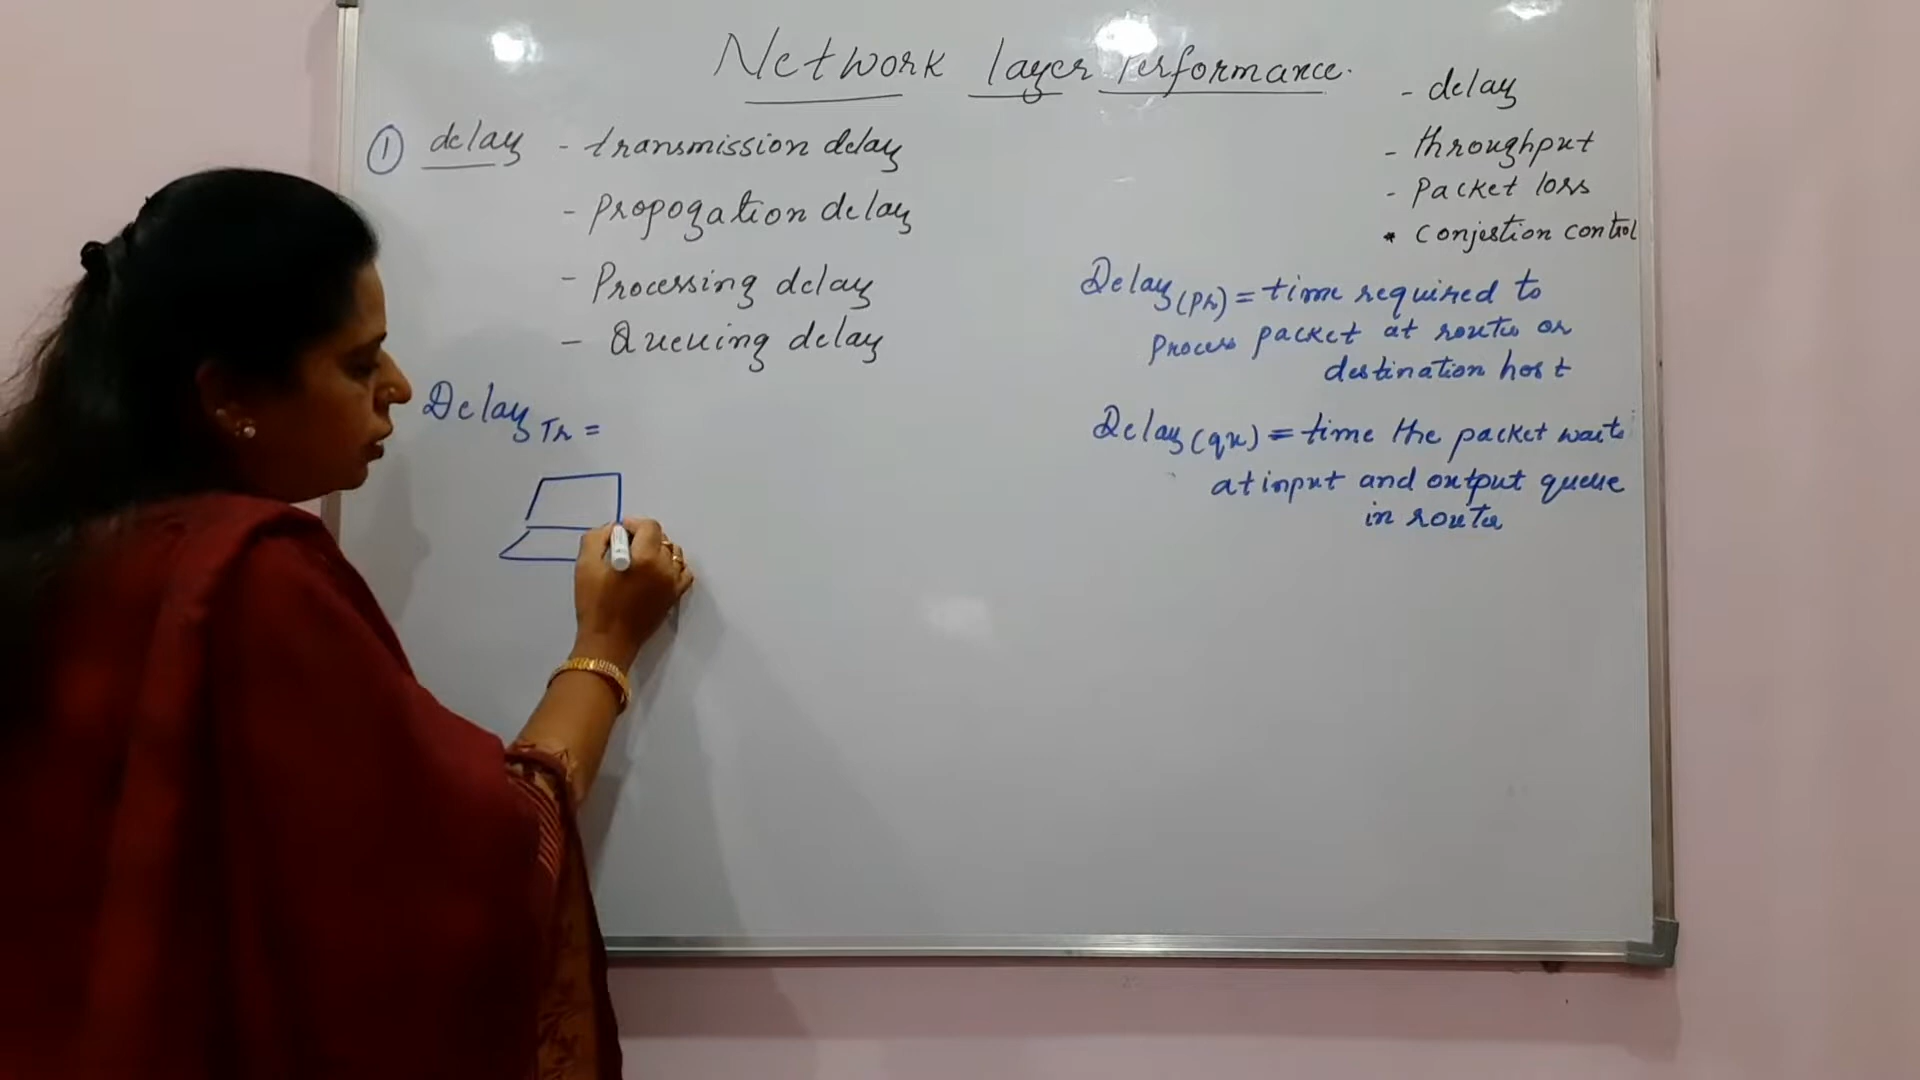 Network layer Performance.
- delay
- throughput
- Packet loss
* Conjestion control
① delay - transmission delay
- Propogation delay
- Processing delay
- Queuing delay
Delay Tr =
Delay (Pr) = time required to
Process packet at router or
destination host
Delay (qu) = time the packet waits
at input and output queue
in router